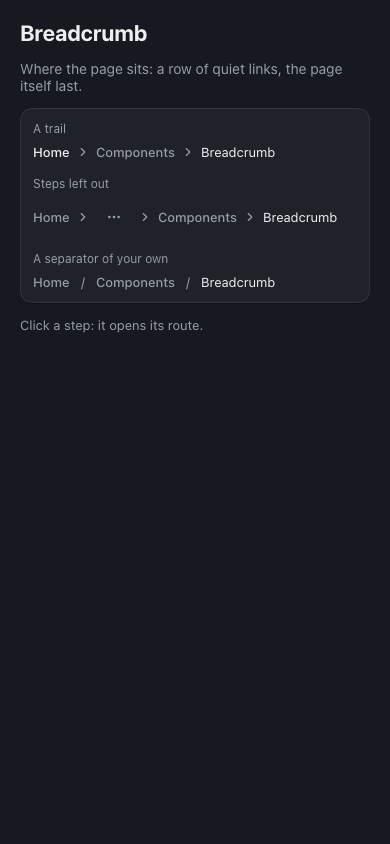 Breadcrumb
Where the page sits: a row of quiet links, the page
itself last.
A trail
Home > Components > Breadcrumb
Steps left out
Home > ··· > Components > Breadcrumb
A separator of your own
Home / Components / Breadcrumb
Click a step: it opens its route.